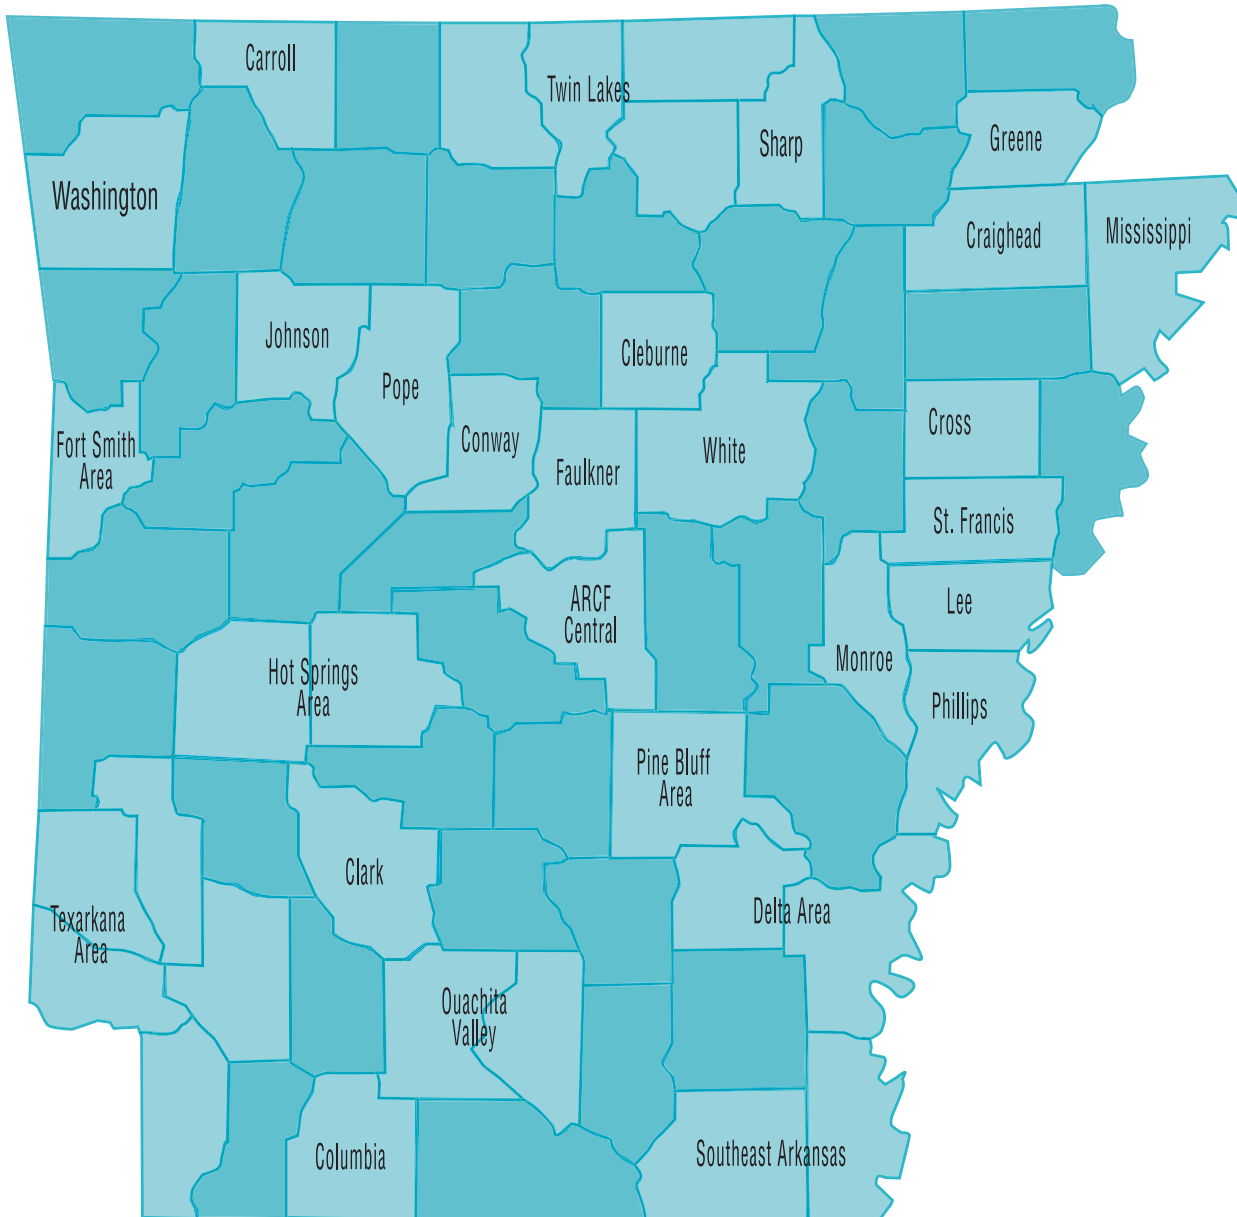 Carroll
Twin Lakes
Sharp
Greene
Washington
Craighead
Mississippi
Johnson
Cleburne
Pope
Cross
Fort Smith
Area
Conway
White
Faulkner
St. Francis
ARCF
Central
Lee
Monroe
Hot Springs
Area
Phillips
Pine Bluff
Area
Clark
Delta Area
Texarkana
Area
Ouachita
Valley
Columbia
Southeast Arkansas